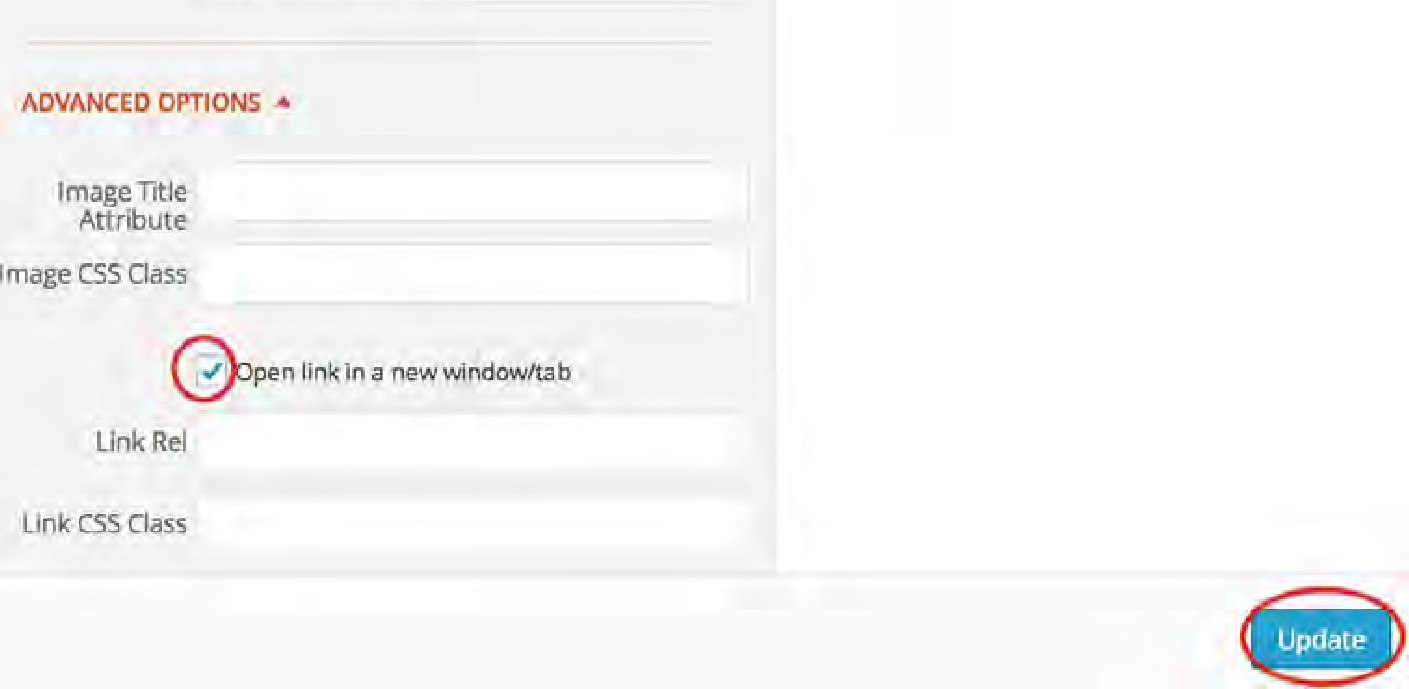 ADVANCED OPTIONS
Image Title
Attribute
Image CSS Class
Open link in a new window/tab
Link Rel
Link CSS Class
Update